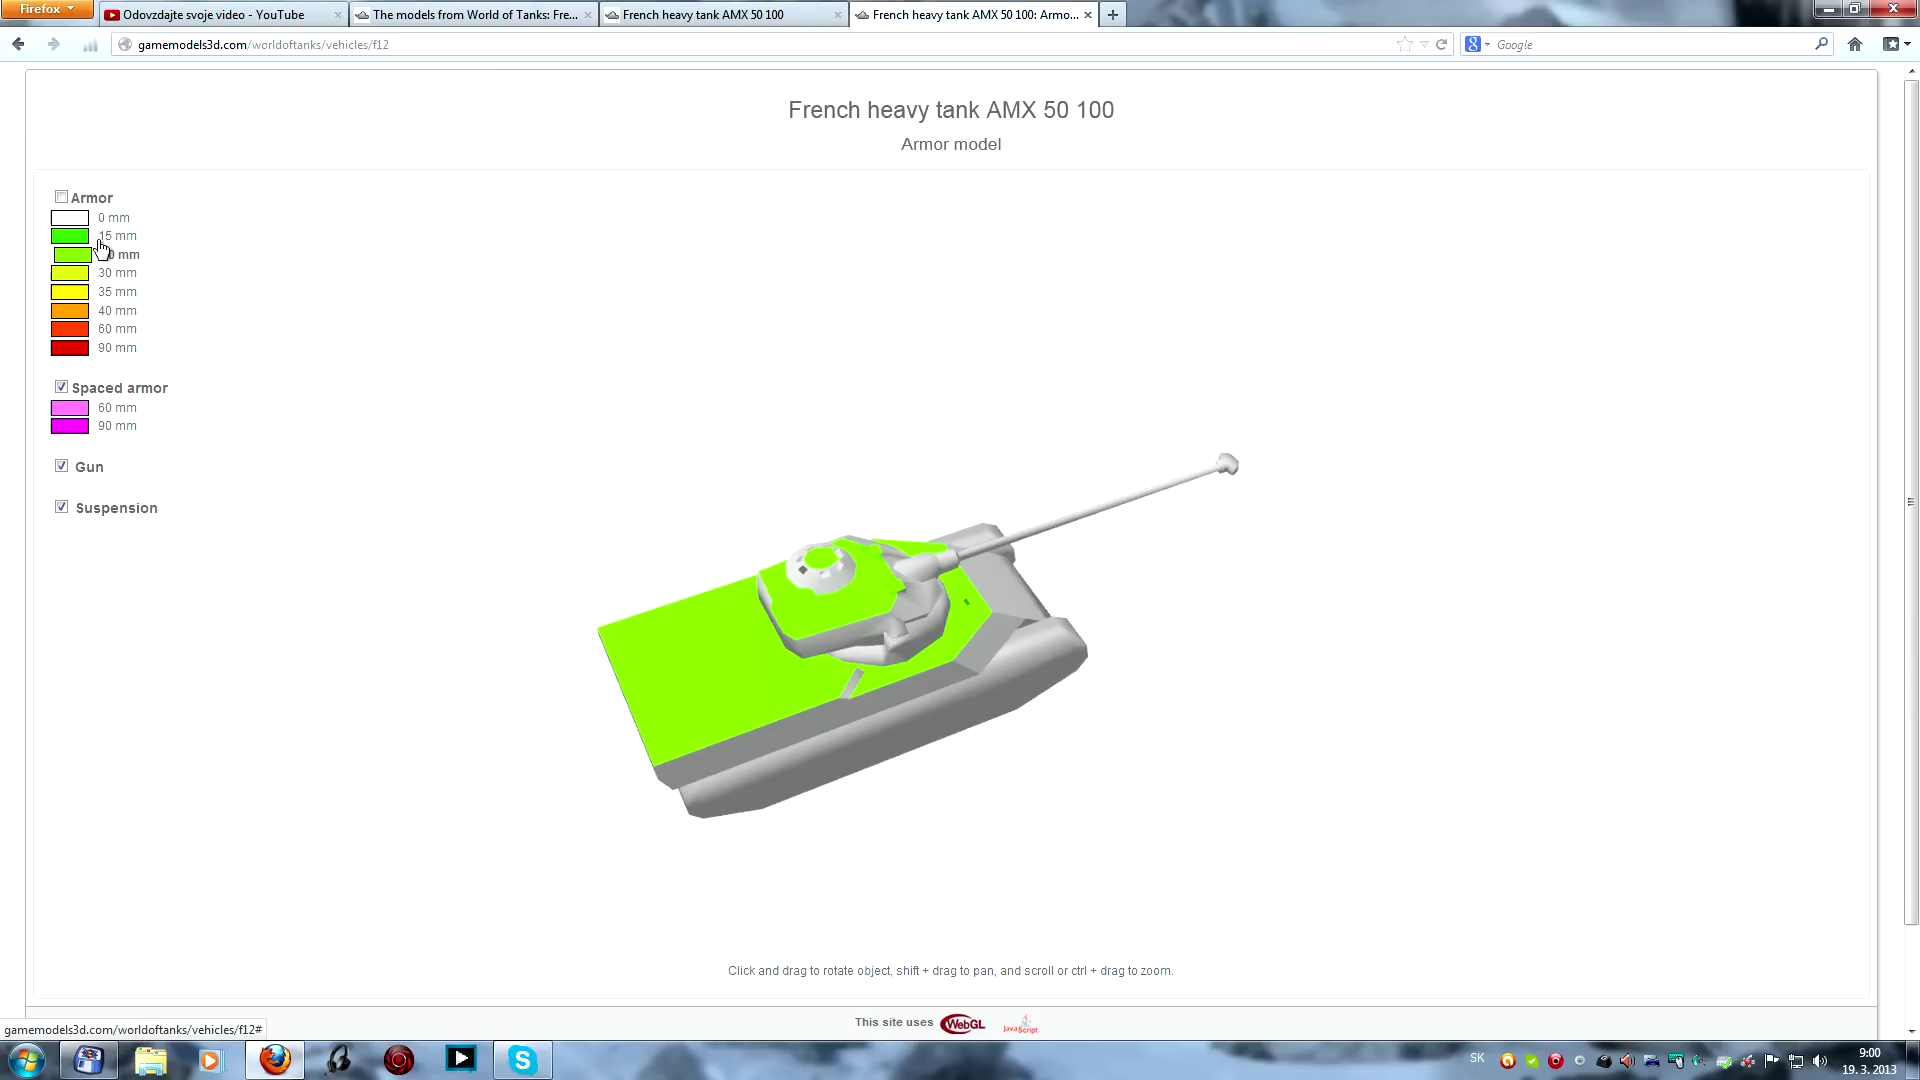 Firefox
Odovzdajte svoje video - YouTube
The models from World of Tanks: Fre...
French heavy tank AMX 50 100
French heavy tank AMX 50 100: Armo...
gamemodels3d.com/worldoftanks/vehicles/f12
Google
French heavy tank AMX 50 100
Armor model
Armor
0 mm
15 mm
0 mm
30 mm
35 mm
40 mm
60 mm
90 mm
Spaced armor
60 mm
90 mm
Gun
Suspension
Click and drag to rotate object, shift + drag to pan, and scroll or ctrl + drag to zoom.
This site uses WebGL JavaScript
gamemodels3d.com/worldoftanks/vehicles/f12#
SK
9:00
19. 3. 2013